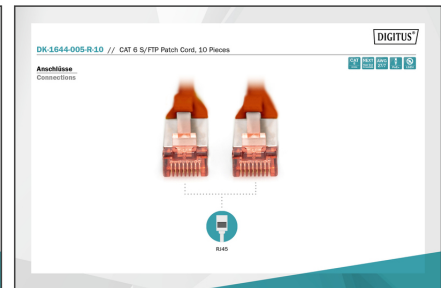 DIGITUS®
DK-1644-005-R-10 // CAT 6 S/FTP Patch Cord, 10 Pieces
Anschlüsse
Connections
RJ45